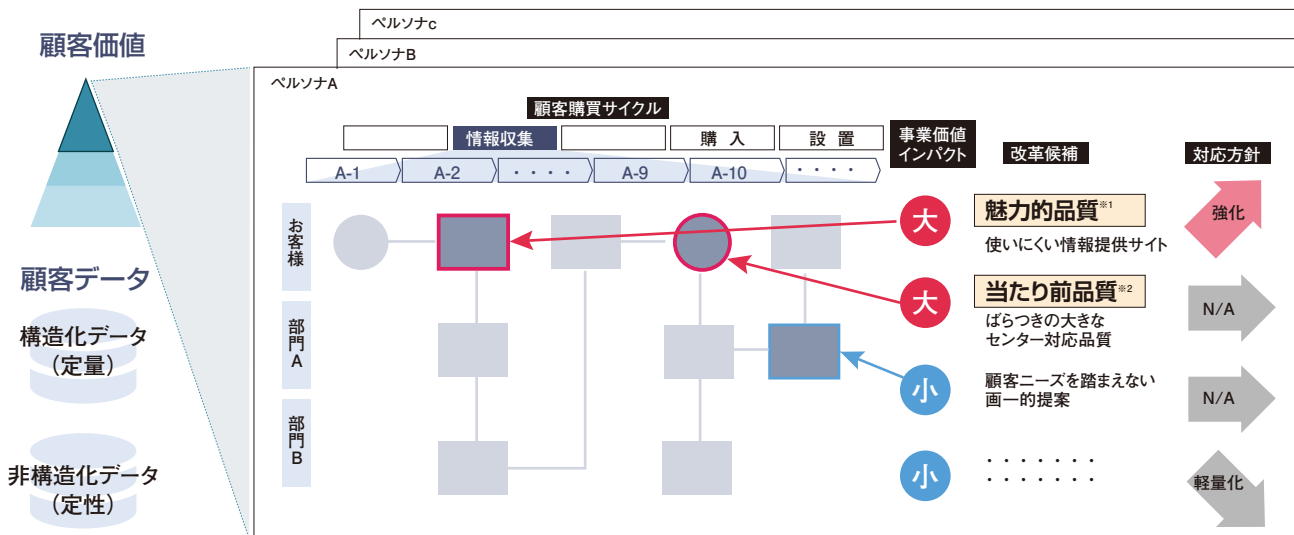 顧客価値
顧客データ
構造化データ
（定量）
非構造化データ
（定性）
ペルソナc
ペルソナB
ペルソナA
顧客購買サイクル
情報収集
購 入
設 置
A-1
A-2
・・・・
A-9
A-10
・・・・
事業価値
インパクト
改革候補
対応方針
お客様
部門A
部門B
大
魅力的品質※1
使いにくい情報提供サイト
強化
大
当たり前品質※2
ばらつきの大きな
センター対応品質
N/A
小
顧客ニーズを踏まえない
画一的提案
N/A
小
・・・・・・・
・・・・・・・
軽量化